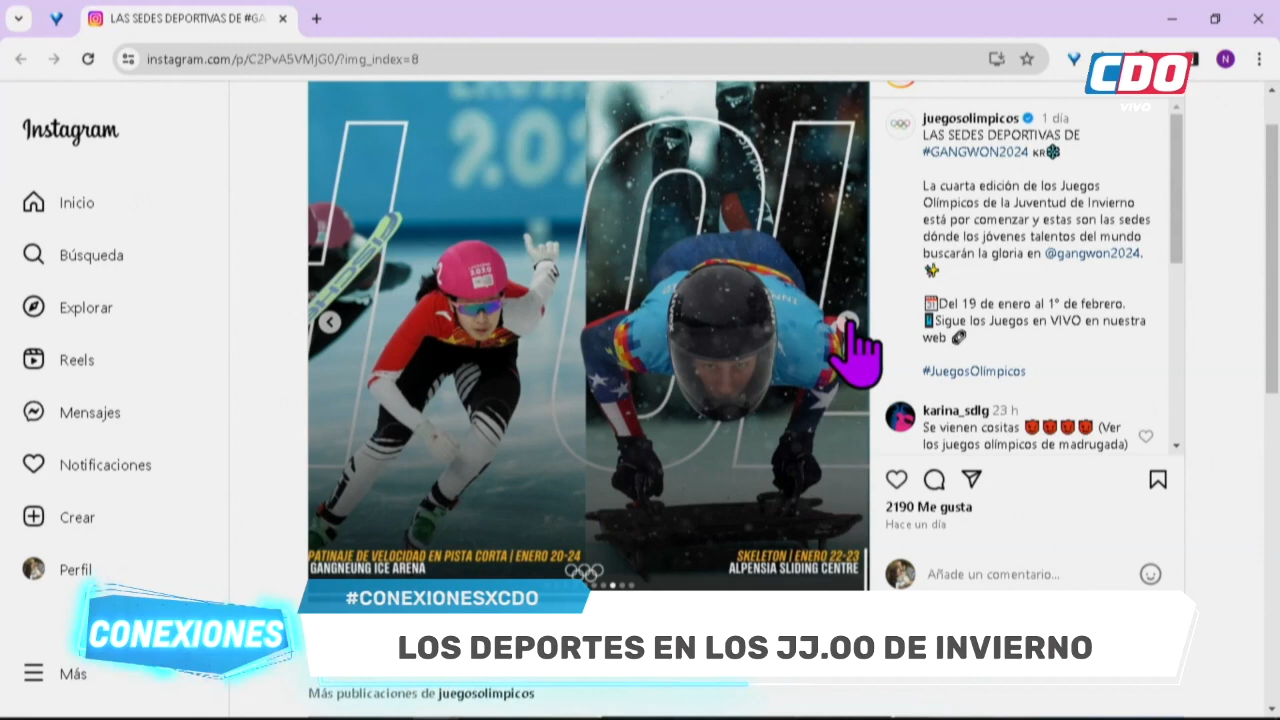 LAS SEDES DEPORTIVAS DE #GA
instagram.com/p/C2PvA5VMjG0/?img_index=8
N
CDO
VIVO
Instagram
Inicio
Búsqueda
Explorar
Reels
Mensajes
Notificaciones
Crear
Perfil
Más
2020
PATINAJE DE VELOCIDAD EN PISTA CORTA | ENERO 20-24
GANGNEUNG ICE ARENA
SKELETON | ENERO 22-23
ALPENSIA SLIDING CENTRE
juegosolimpicos 1 día
LAS SEDES DEPORTIVAS DE
#GANGWON2024 KR
La cuarta edición de los Juegos
Olímpicos de la Juventud de Invierno
está por comenzar y estas son las sedes
dónde los jóvenes talentos del mundo
buscarán la gloria en @gangwon2024.
Del 19 de enero al 1° de febrero.
Sigue los Juegos en VIVO en nuestra
web
#JuegosOlímpicos
karina_sdlg 23 h
Se vienen cositas (Ver
los juegos olímpicos de madrugada)
2190 Me gusta
Hace un día
Añade un comentario...
#CONEXIONESXCDO
CONEXIONES
LOS DEPORTES EN LOS JJ.OO DE INVIERNO
Más publicaciones de juegosolimpicos